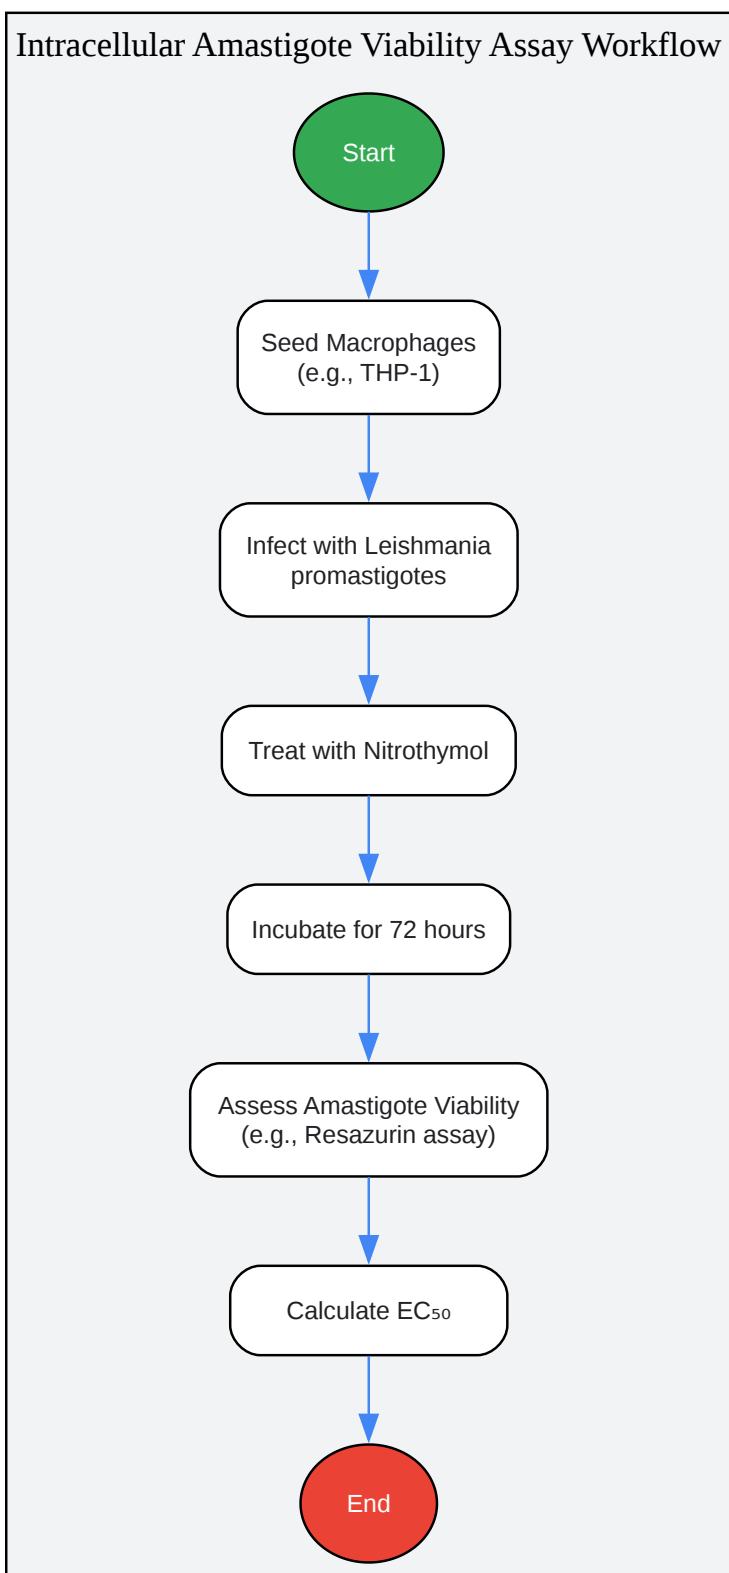 Intracellular Amastigote Viability Assay Workflow
Start
Seed Macrophages
(e.g., THP-1)
Infect with Leishmania
promastigotes
Treat with Nitrothymol
Incubate for 72 hours
Assess Amastigote Viability
(e.g., Resazurin assay)
Calculate EC₅₀
End